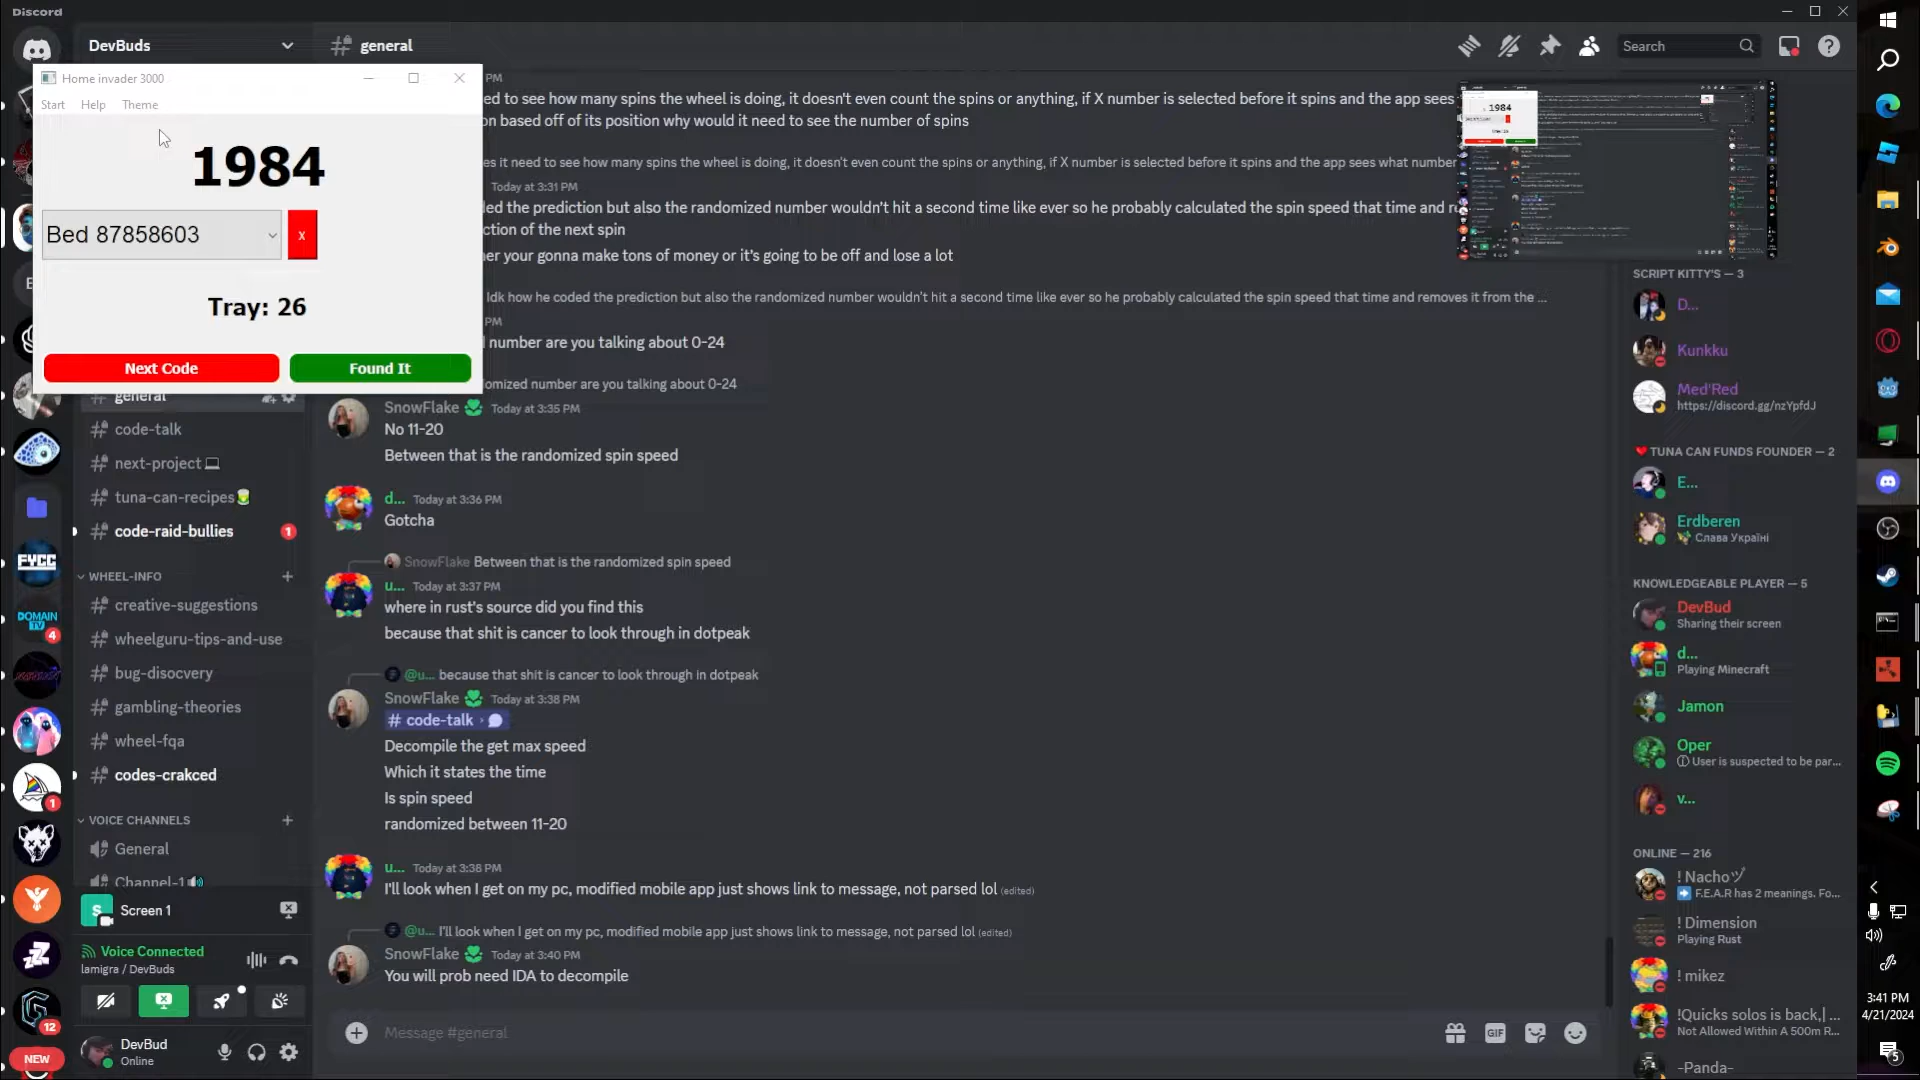 Discord
DevBuds
general
Search
Home invader 3000
Start Help Theme
1984
Bed 87858603
x
Tray: 26
Next Code
Found It
PM
ed to see how many spins the wheel is doing, it doesn't even count the spins or anything, if X number is selected before it spins and the app sees
n based off of its position why would it need to see the number of spins
es it need to see how many spins the wheel is doing, it doesn't even count the spins or anything, if X number is selected before it spins and the app sees what number
Today at 3:31 PM
ed the prediction but also the randomized number wouldn't hit a second time like ever so he probably calculated the spin speed that time and re
ction of the next spin
er your gonna make tons of money or it's going to be off and lose a lot
Idk how he coded the prediction but also the randomized number wouldn't hit a second time like ever so he probably calculated the spin speed that time and removes it from the ...
PM
d number are you talking about 0-24
omized number are you talking about 0-24
SnowFlake Today at 3:35 PM
No 11-20
Between that is the randomized spin speed
d... Today at 3:36 PM
Gotcha
SnowFlake Between that is the randomized spin speed
u... Today at 3:37 PM
where in rust's source did you find this
because that shit is cancer to look through in dotpeak
@u... because that shit is cancer to look through in dotpeak
SnowFlake Today at 3:38 PM
# code-talk ›
Decompile the get max speed
Which it states the time
Is spin speed
randomized between 11-20
u... Today at 3:38 PM
I'll look when I get on my pc, modified mobile app just shows link to message, not parsed lol (edited)
@u... I'll look when I get on my pc, modified mobile app just shows link to message, not parsed lol (edited)
SnowFlake Today at 3:40 PM
You will prob need IDA to decompile
Message #general
GIF
general
code-talk
next-project
tuna-can-recipes
code-raid-bullies 1
WHEEL-INFO
creative-suggestions
wheelguru-tips-and-use
bug-disocvery
gambling-theories
wheel-fqa
codes-crakced
VOICE CHANNELS
General
Channel-1
S Screen 1
Voice Connected
lamigra / DevBuds
DevBud
Online
E
FYCC
DOMAIN
TV
4
1
12
NEW
1984
SCRIPT KITTY'S — 3
D...
Kunkku
Med'Red
https://discord.gg/nzYpfdJ
TUNA CAN FUNDS FOUNDER — 2
E...
Erdberen
Слава Україні
KNOWLEDGEABLE PLAYER — 5
DevBud
Sharing their screen
d...
Playing Minecraft
Jamon
Oper
User is suspected to be par...
v...
ONLINE — 216
! Nachoツ
F.E.A.R has 2 meanings. Fo...
! Dimension
Playing Rust
! mikez
!Quicks solos is back,| ...
Not Allowed Within A 500m R...
-Panda-
3:41 PM
4/21/2024
5